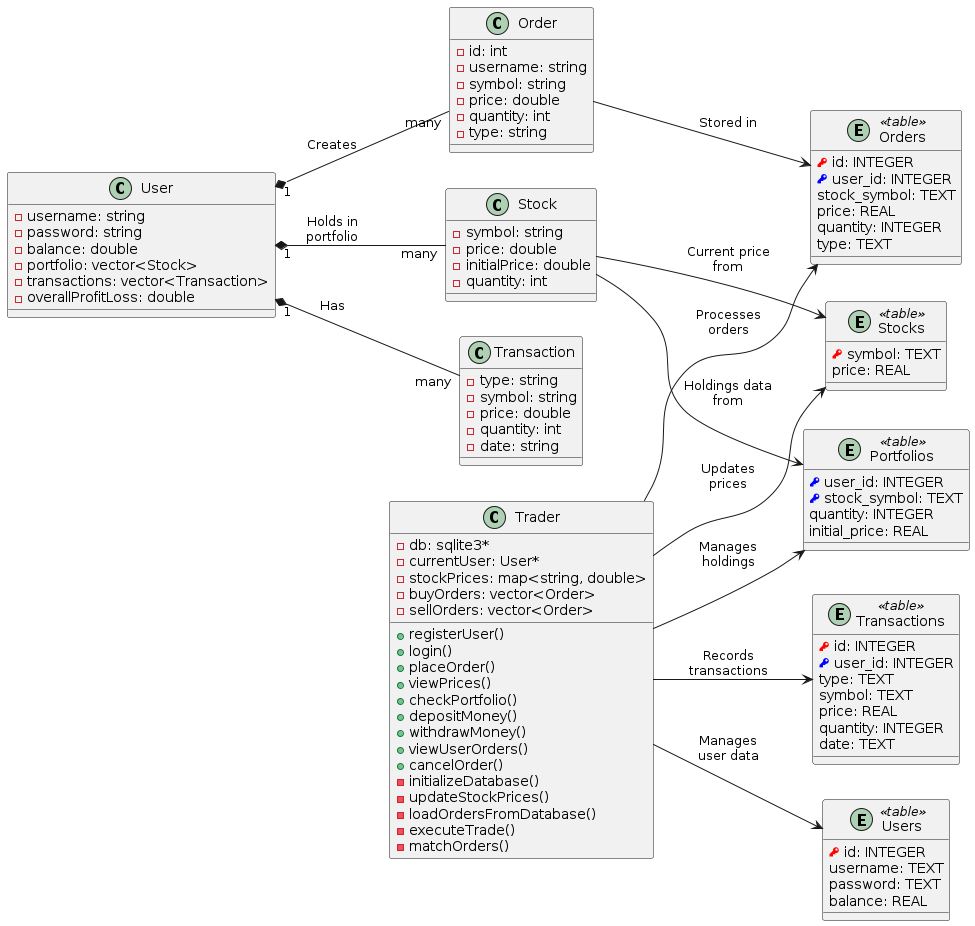 C Order
id: int
username: string
symbol: string
price: double
quantity: int
type: string
C User
username: string
password: string
balance: double
portfolio: vector<Stock>
transactions: vector<Transaction>
overallProfitLoss: double
Creates
1
many
Holds in
portfolio
1
many
Has
1
many
C Stock
symbol: string
price: double
initialPrice: double
quantity: int
C Transaction
type: string
symbol: string
price: double
quantity: int
date: string
C Trader
db: sqlite3*
currentUser: User*
stockPrices: map<string, double>
buyOrders: vector<Order>
sellOrders: vector<Order>
registerUser()
login()
placeOrder()
viewPrices()
checkPortfolio()
depositMoney()
withdrawMoney()
viewUserOrders()
cancelOrder()
initializeDatabase()
updateStockPrices()
loadOrdersFromDatabase()
executeTrade()
matchOrders()
Stored in
Current price
from
Processes
orders
Holdings data
from
Updates
prices
Manages
holdings
Records
transactions
Manages
user data
«table»
E Orders
id: INTEGER
user_id: INTEGER
stock_symbol: TEXT
price: REAL
quantity: INTEGER
type: TEXT
«table»
E Stocks
symbol: TEXT
price: REAL
«table»
E Portfolios
user_id: INTEGER
stock_symbol: TEXT
quantity: INTEGER
initial_price: REAL
«table»
E Transactions
id: INTEGER
user_id: INTEGER
type: TEXT
symbol: TEXT
price: REAL
quantity: INTEGER
date: TEXT
«table»
E Users
id: INTEGER
username: TEXT
password: TEXT
balance: REAL